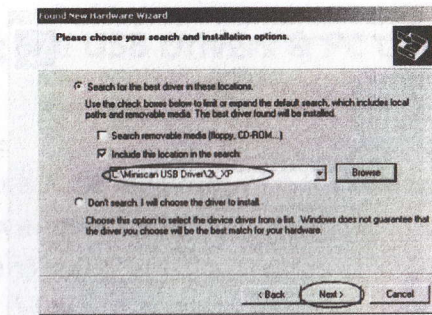 Found New Hardware Wizard
Please choose your search and installation options.
Search for the best driver in these locations.
Use the check boxes below to limit or expand the default search, which includes local
paths and removable media. The best driver found will be installed.
Search removable media (floppy, CD-ROM...)
Include this location in the search:
C:\Miniscan USB Driver\2k_XP
Browse
Don't search. I will choose the driver to install.
Choose this option to select the device driver from a list. Windows does not guarantee that
the driver you choose will be the best match for your hardware.
< Back
Next >
Cancel